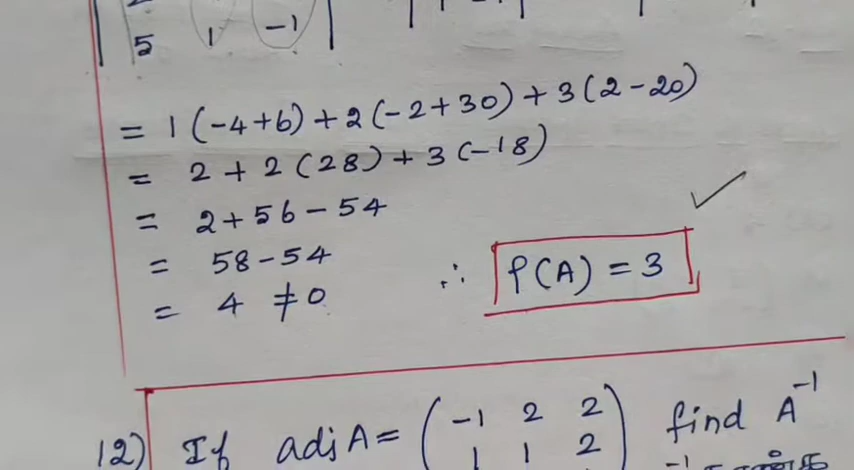 5 1 -1
= 1(-4+6)+2(-2+30)+3(2-20)
= 2+2(28)+3(-18)
= 2+56-54
= 58-54
= 4 ≠ 0 ∴ ρ(A) = 3
12) If adj A = ( -1 2 2 ) find A⁻¹
1 1 2